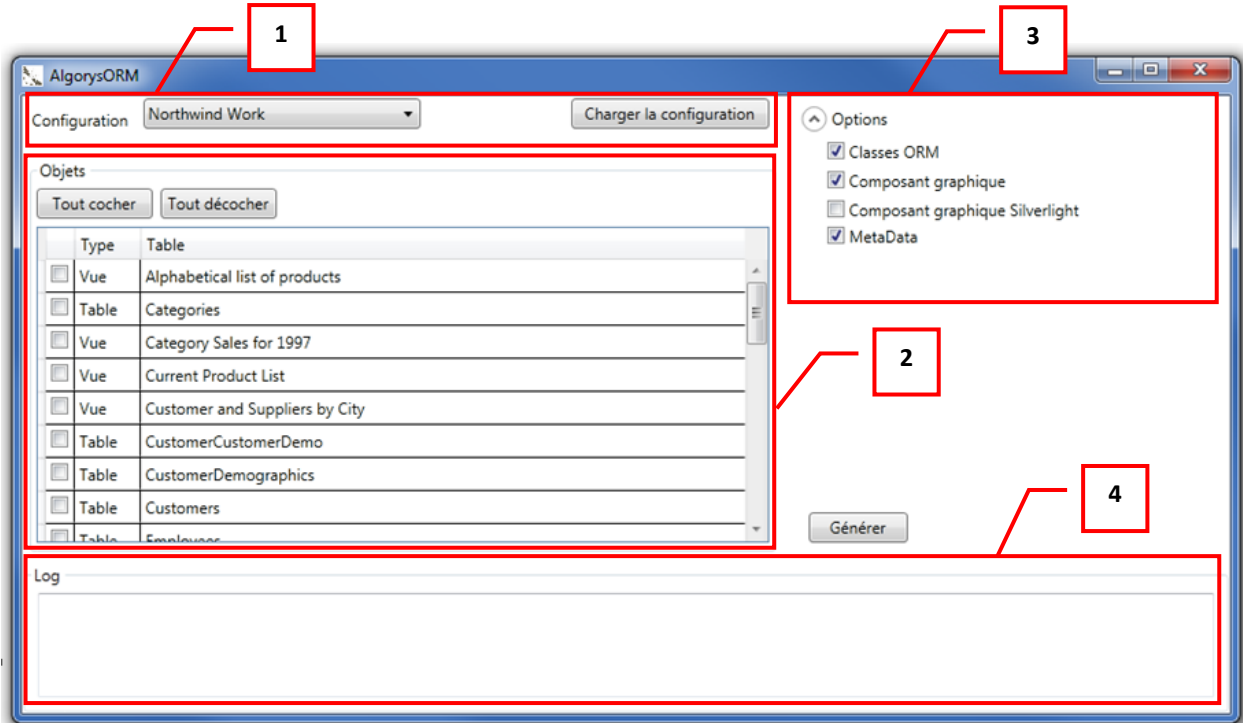 1
3
AlgorysORM
Configuration
Northwind Work
Charger la configuration
Options
Classes ORM
Composant graphique
Composant graphique Silverlight
MetaData
Objets
Tout cocher
Tout décocher
Type Table
Vue Alphabetical list of products
Table Categories
Vue Category Sales for 1997
Vue Current Product List
Vue Customer and Suppliers by City
Table CustomerCustomerDemo
Table CustomerDemographics
Table Customers
Table Employees
2
4
Générer
Log